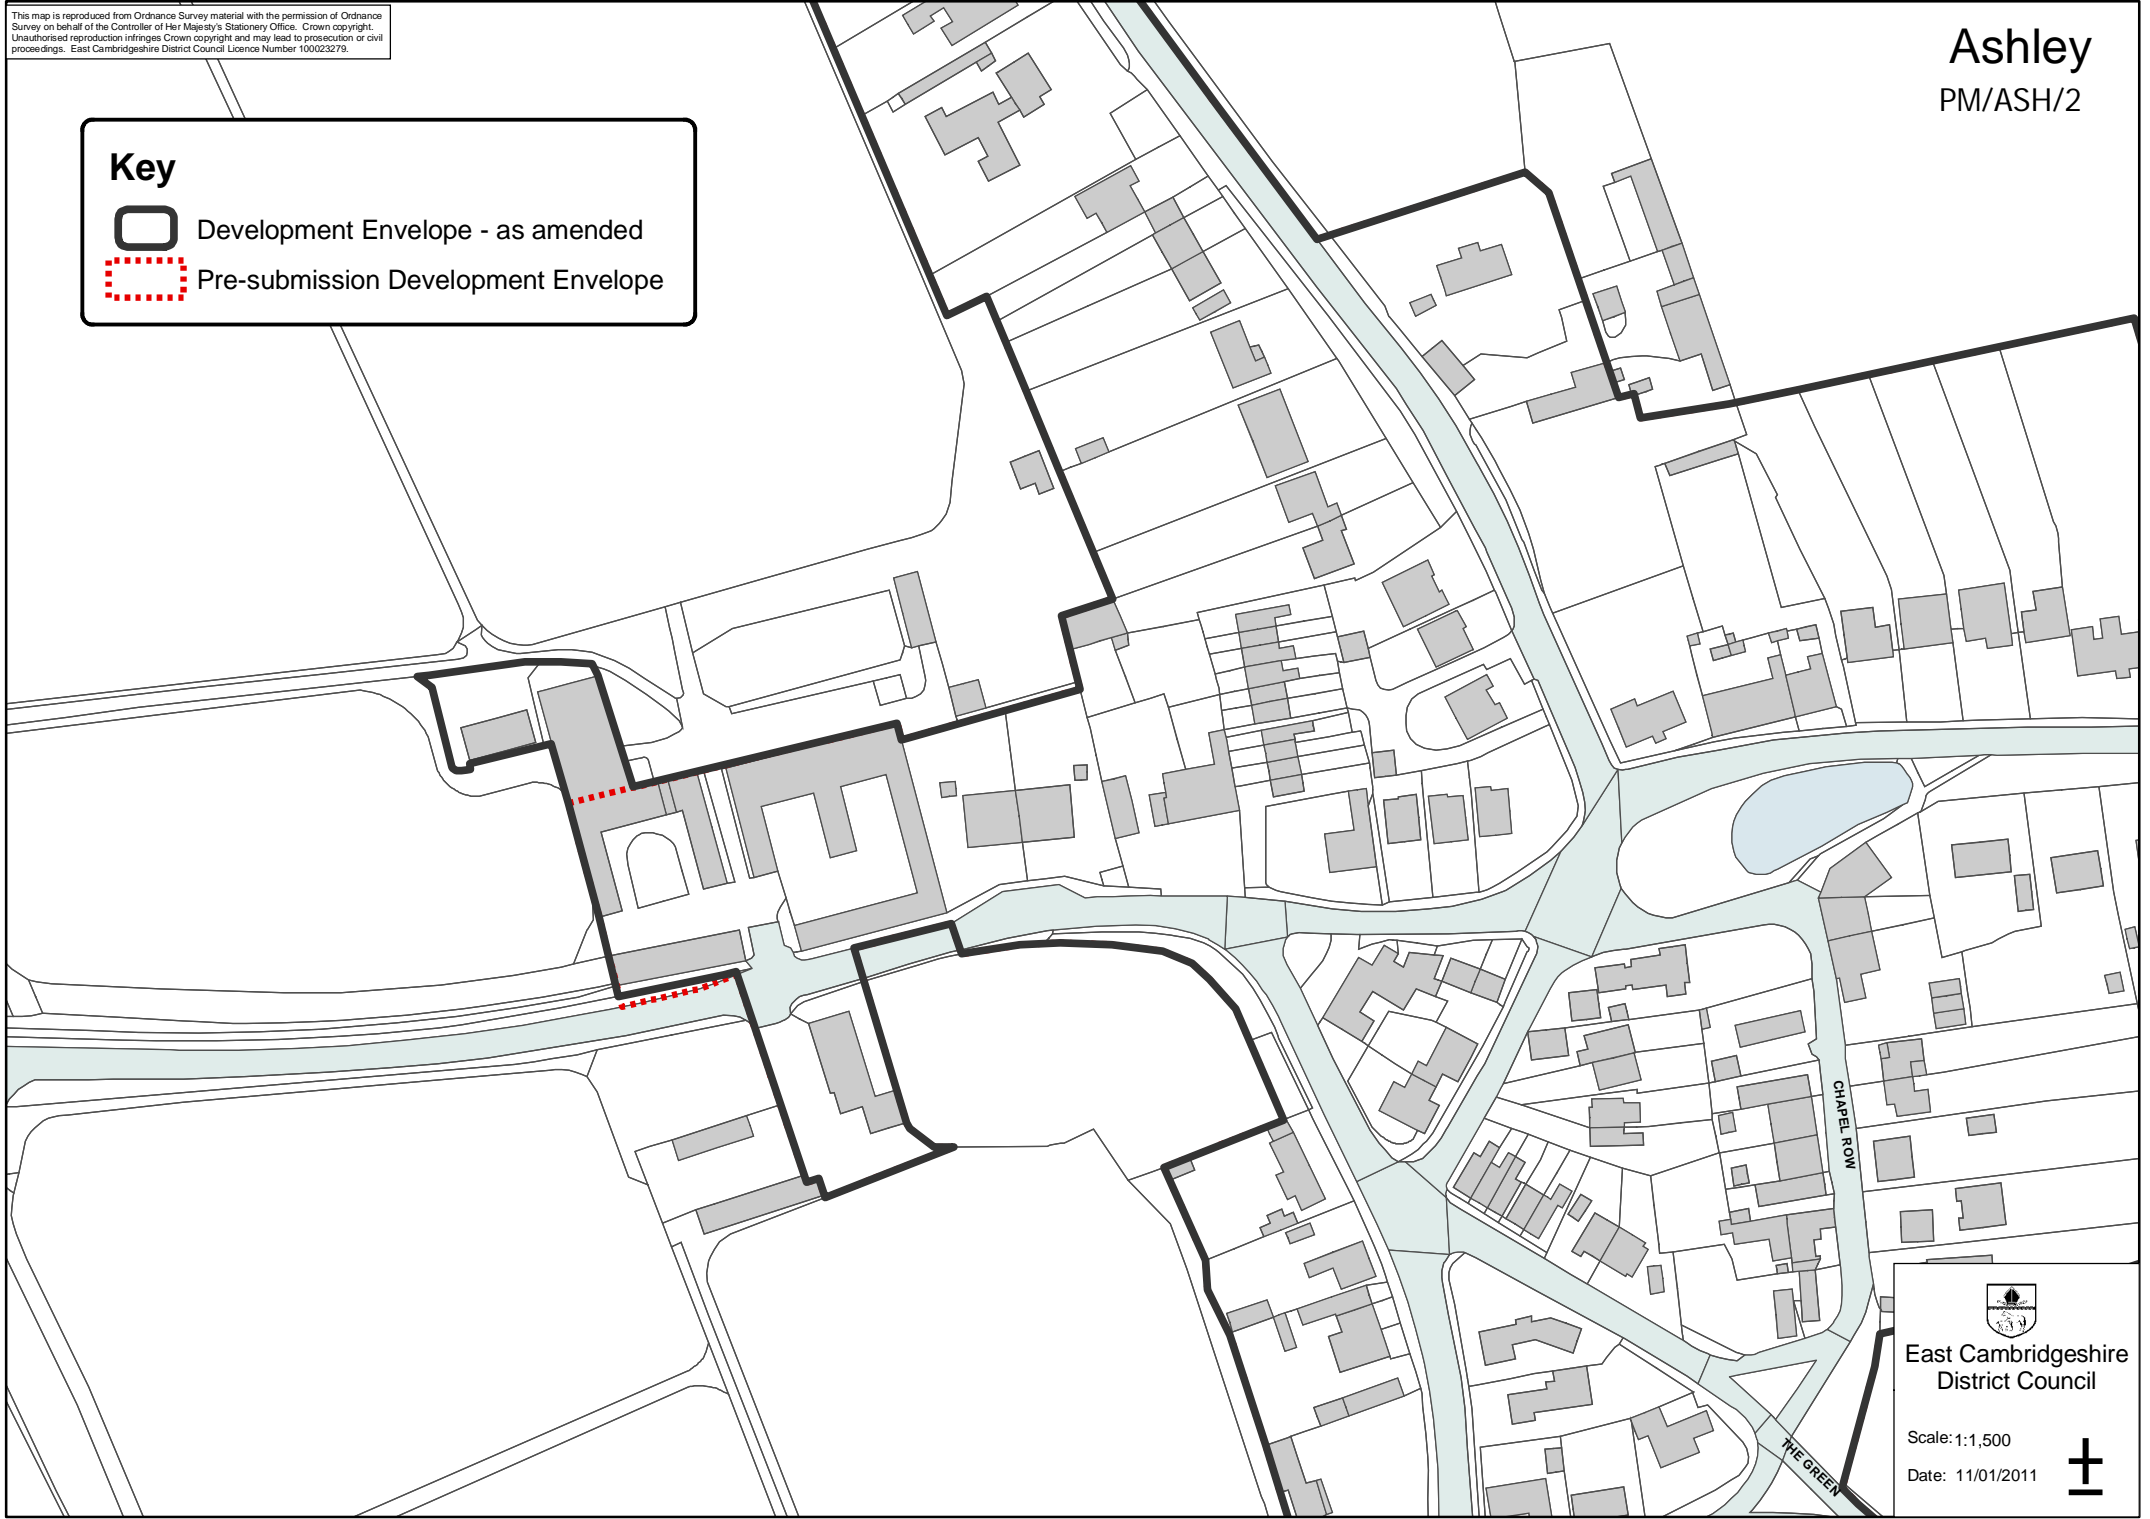 This map is reproduced from Ordnance Survey material with the permission of Ordnance
Survey on behalf of the Controller of Her Majesty's Stationery Office. Crown copyright.
Unauthorised reproduction infringes Crown copyright and may lead to prosecution or civil
proceedings. East Cambridgeshire District Council Licence Number 100023279.
Ashley
PM/ASH/2
Key
Development Envelope - as amended
Pre-submission Development Envelope
CHAPEL ROW
THE GREEN
East Cambridgeshire
District Council
Scale: 1:1,500
Date: 11/01/2011